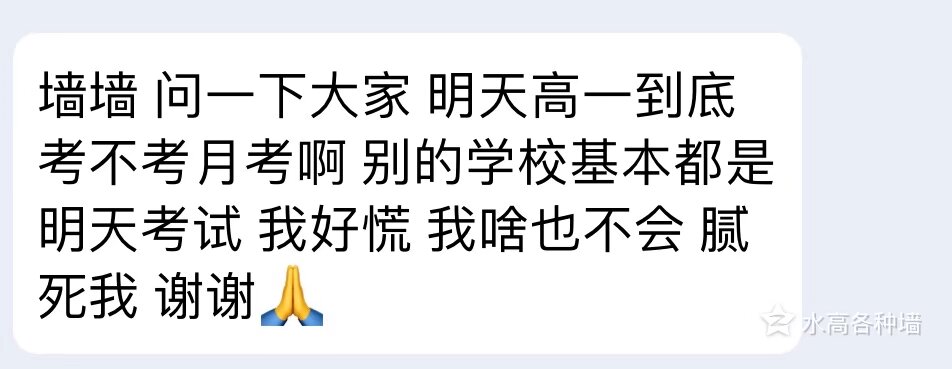 墙墙 问一下大家 明天高一到底
考不考月考啊 别的学校基本都是
明天考试 我好慌 我啥也不会 腻
死我 谢谢🙏
水高各种墙